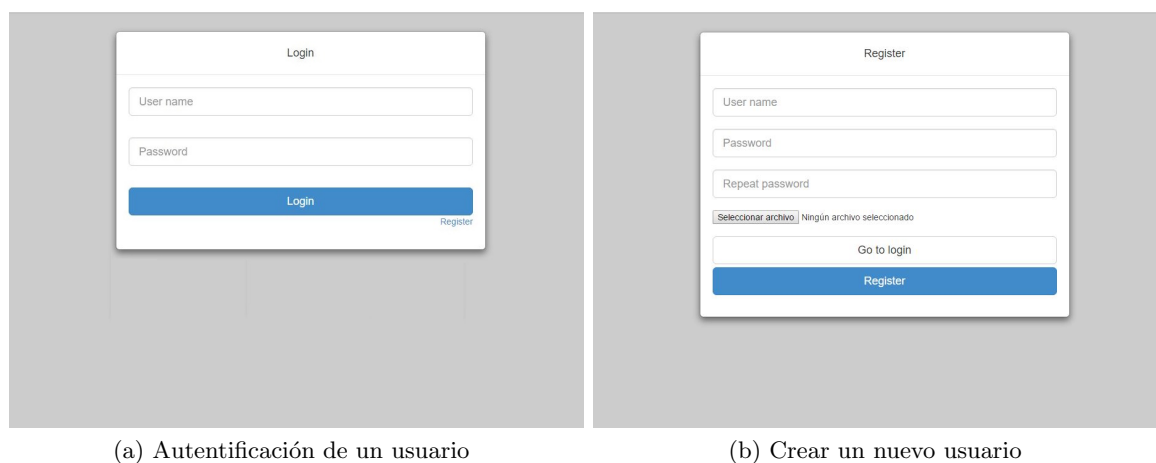 Login
User name
Password
Login
Register
(a) Autentificación de un usuario
Register
User name
Password
Repeat password
Seleccionar archivo Ningún archivo seleccionado
Go to login
Register
(b) Crear un nuevo usuario